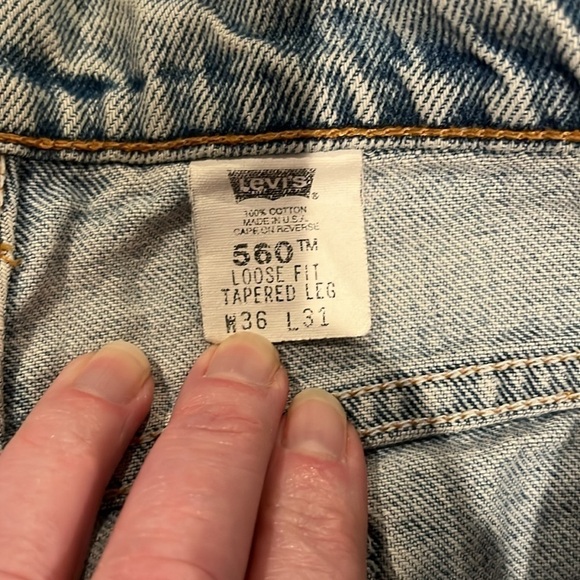 Levi's ®
100% COTTON
MADE IN U.S.A.
CARE ON REVERSE
560™
LOOSE FIT
TAPERED LEG
W36 L31